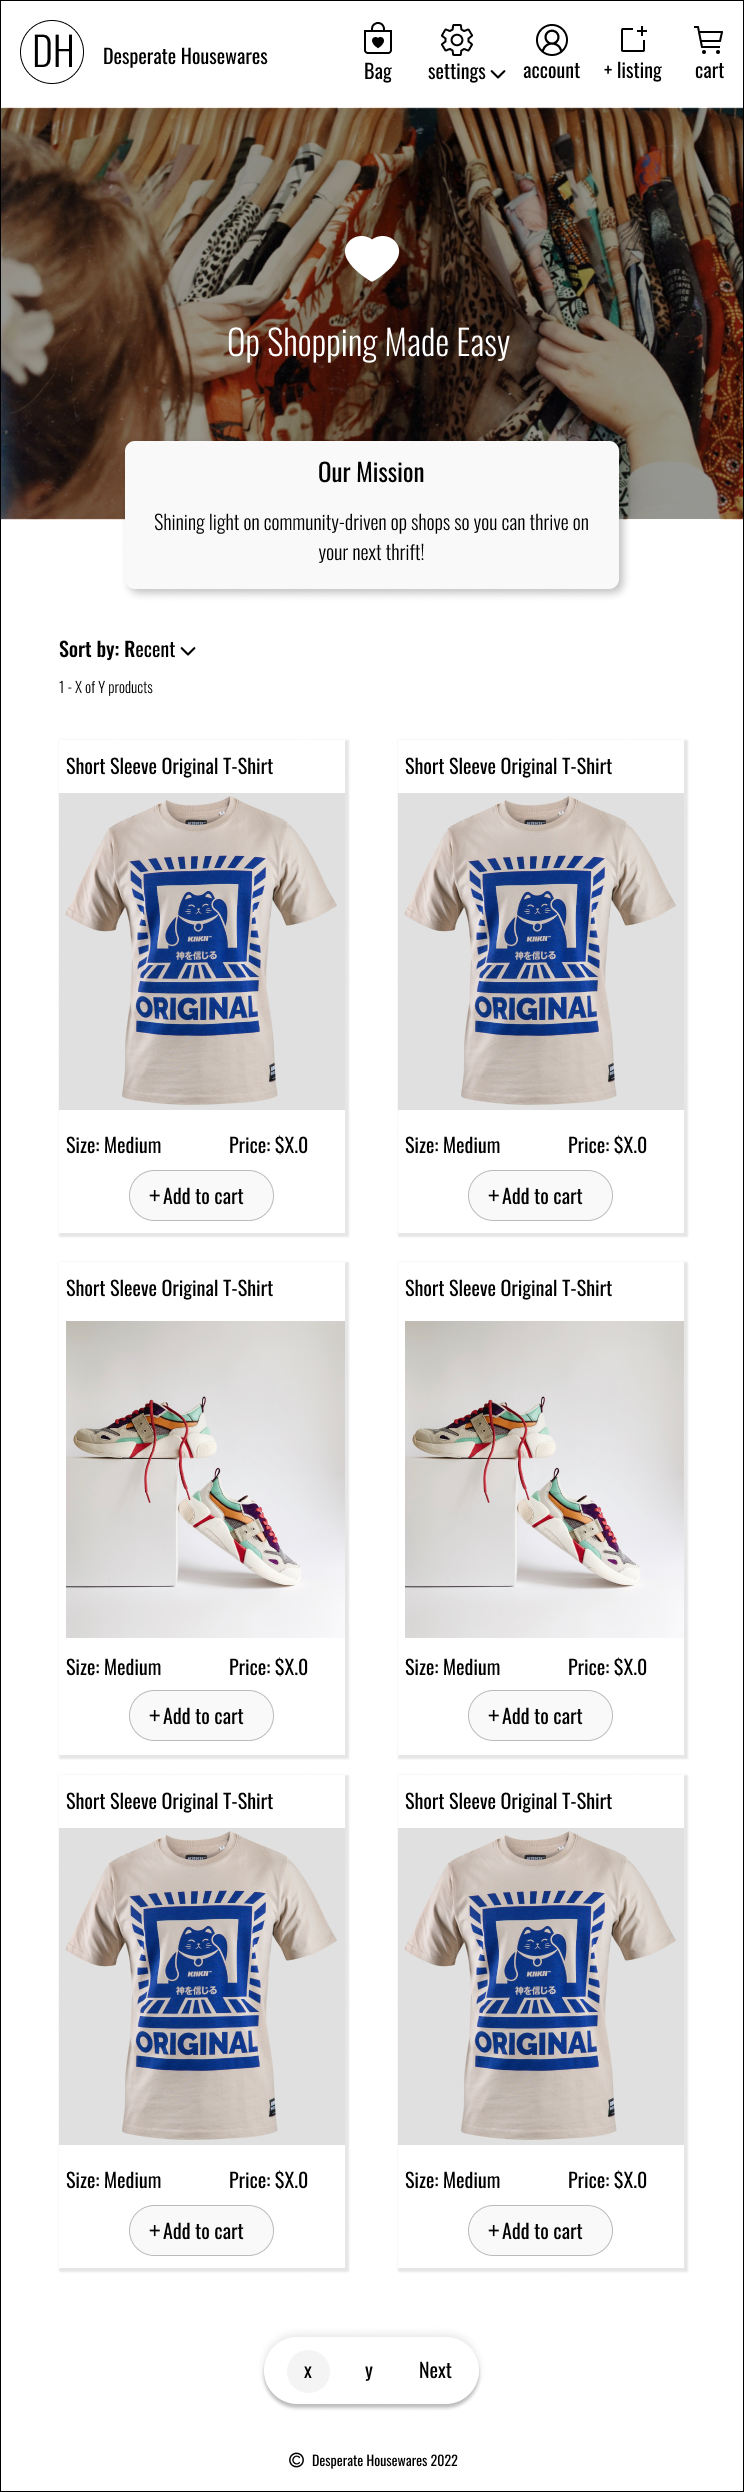 DH
Desperate Housewares
Bag
settings
account
+ listing
cart
Op Shopping Made Easy
Our Mission
Shining light on community-driven op shops so you can thrive on
your next thrift!
Sort by: Recent
1 - X of Y products
Short Sleeve Original T-Shirt
KIIKII™
神を信じる
ORIGINAL
Size: Medium Price: $X.0
+ Add to cart
Short Sleeve Original T-Shirt
KIIKII™
神を信じる
ORIGINAL
Size: Medium Price: $X.0
+ Add to cart
Short Sleeve Original T-Shirt
Size: Medium Price: $X.0
+ Add to cart
Short Sleeve Original T-Shirt
Size: Medium Price: $X.0
+ Add to cart
Short Sleeve Original T-Shirt
KIIKII™
神を信じる
ORIGINAL
Size: Medium Price: $X.0
+ Add to cart
Short Sleeve Original T-Shirt
KIIKII™
神を信じる
ORIGINAL
Size: Medium Price: $X.0
+ Add to cart
x y Next
© Desperate Housewares 2022